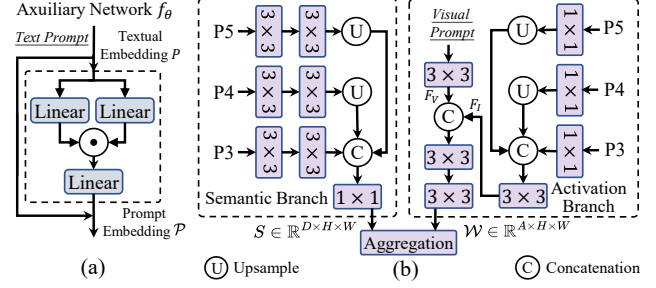 Auxiliary Network fθ
Text Prompt
Textual
Embedding P
Linear
Linear
Linear
Prompt
Embedding 𝒫
(a)
P5
3×3
3×3
U
P4
3×3
3×3
U
P3
3×3
3×3
C
Semantic Branch
1×1
S ∈ ℝ^{D×H×W}
Visual
Prompt
3×3
F_V
F_I
C
3×3
3×3
U
1×1
P5
U
1×1
P4
C
1×1
P3
3×3
Activation
Branch
Aggregation
𝒲 ∈ ℝ^{A×H×W}
U Upsample
(b)
C Concatenation